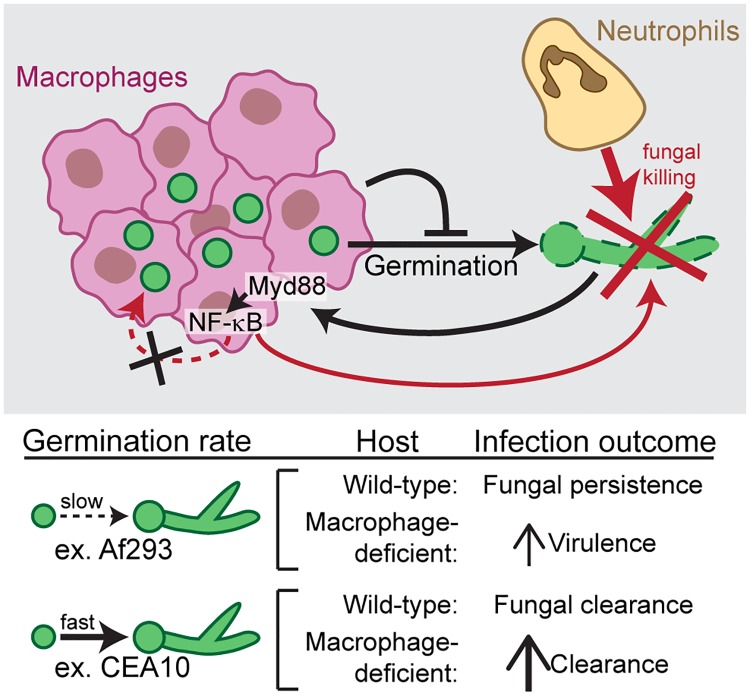 Neutrophils
Macrophages
fungal
killing
Germination
Myd88
NF-κB
Germination rate Host Infection outcome
slow
ex. Af293
Wild-type: Fungal persistence
Macrophage-
deficient: Virulence
fast
ex. CEA10
Wild-type: Fungal clearance
Macrophage-
deficient: Clearance